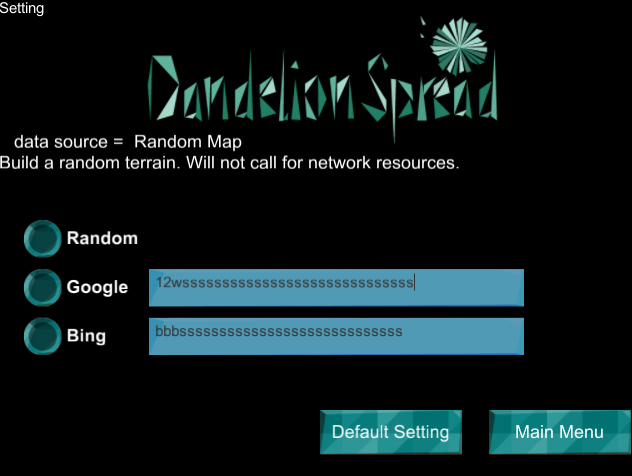 Setting
Dandelion Spread
data source = Random Map
Build a random terrain. Will not call for network resources.
Random
Google 12wsssssssssssssssssssssssssssss
Bing bbbssssssssssssssssssssssssssss
Default Setting Main Menu